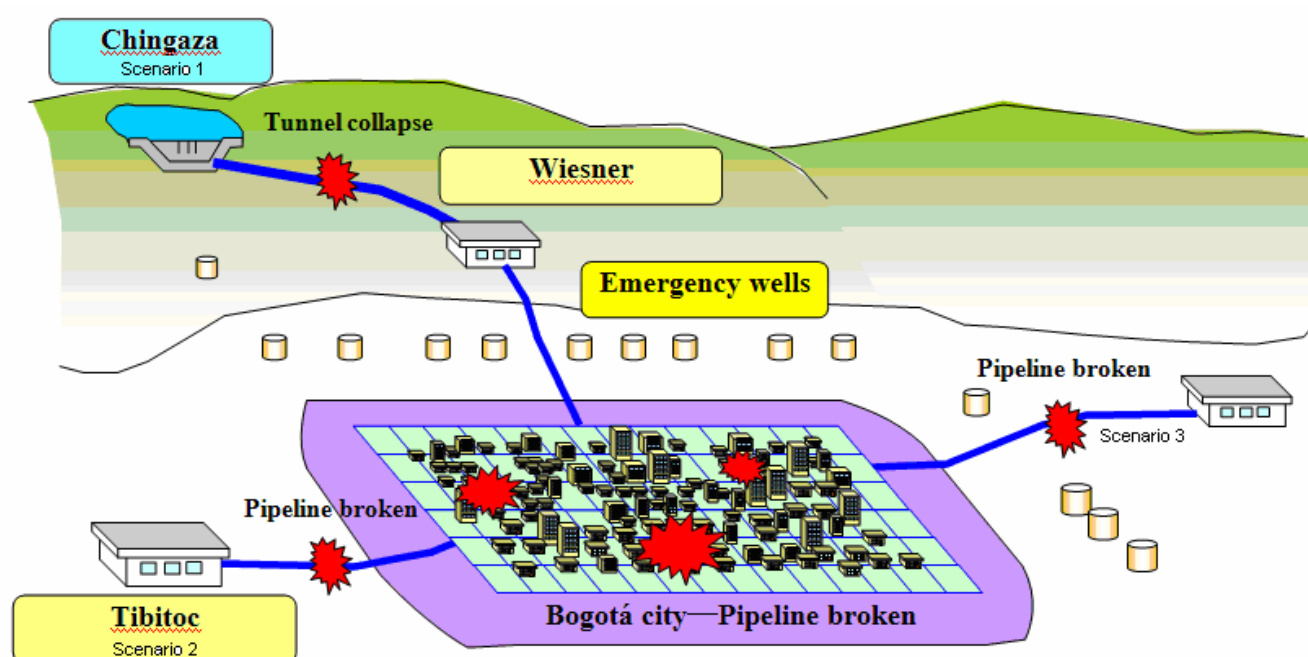 Chingaza
Scenario 1
Tunnel collapse
Wiesner
Emergency wells
Pipeline broken
Scenario 3
Pipeline broken
Bogotá city—Pipeline broken
Tibitoc
Scenario 2